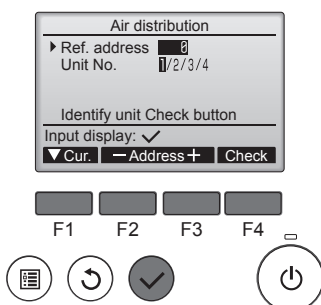 Air distribution
Ref. address 0
Unit No. 1/2/3/4
Identify unit Check button
Input display: ✓
▼Cur. −Address+ Check
F1 F2 F3 F4